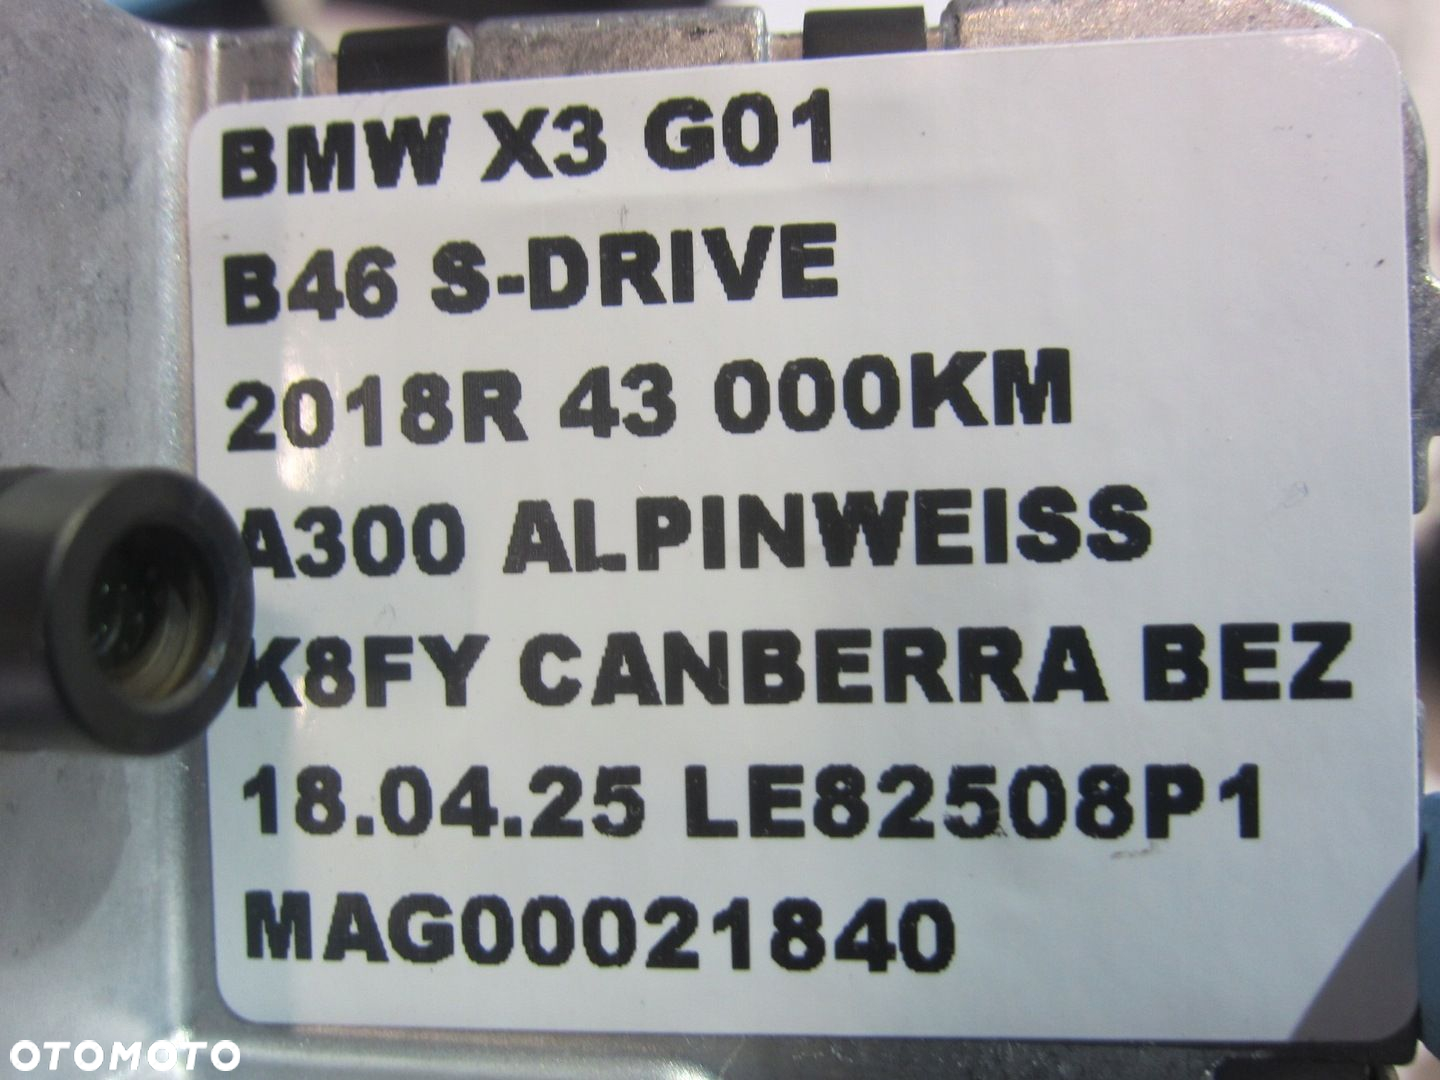 BMW X3 G01
B46 S-DRIVE
2018R 43 000KM
A300 ALPINWEISS
K8FY CANBERRA BEZ
18.04.25 LE82508P1
MAG00021840
OTOMOTO